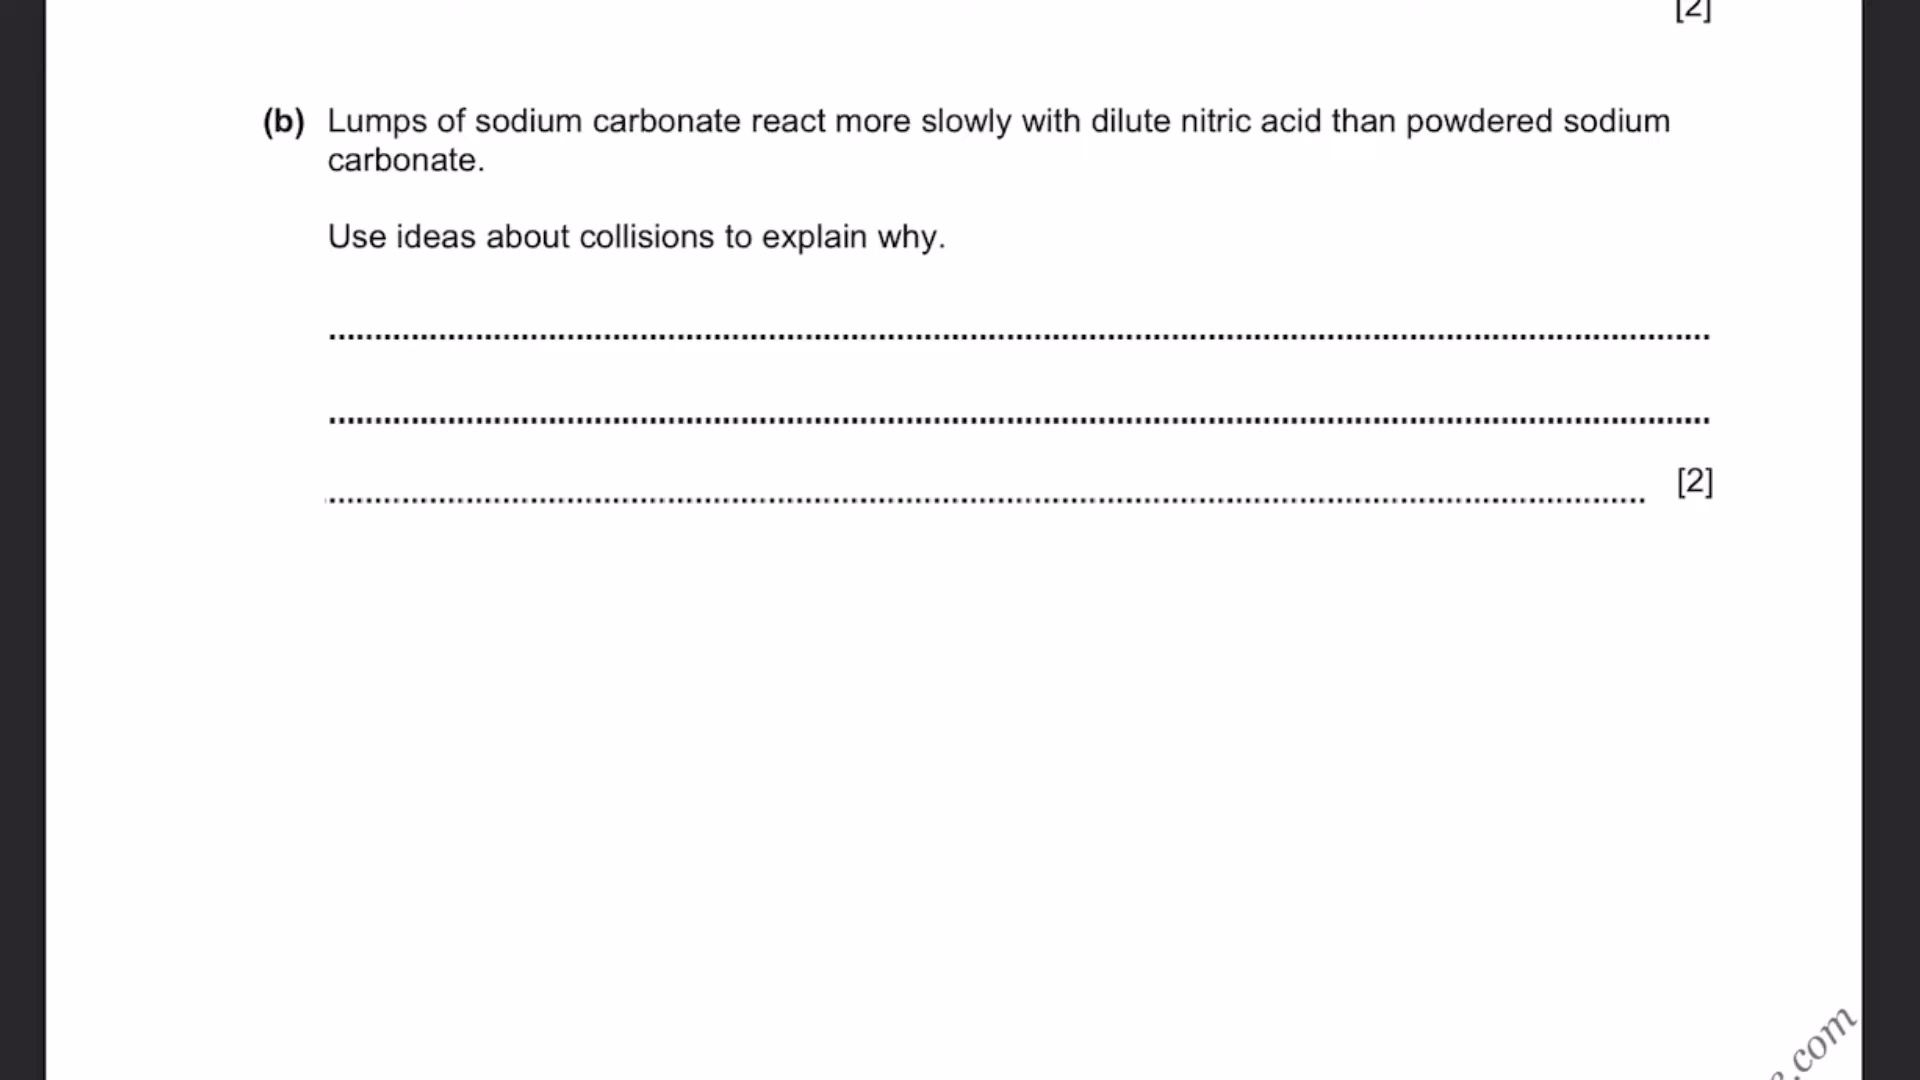 [2]
(b) Lumps of sodium carbonate react more slowly with dilute nitric acid than powdered sodium
carbonate.
Use ideas about collisions to explain why.
[2]
.com